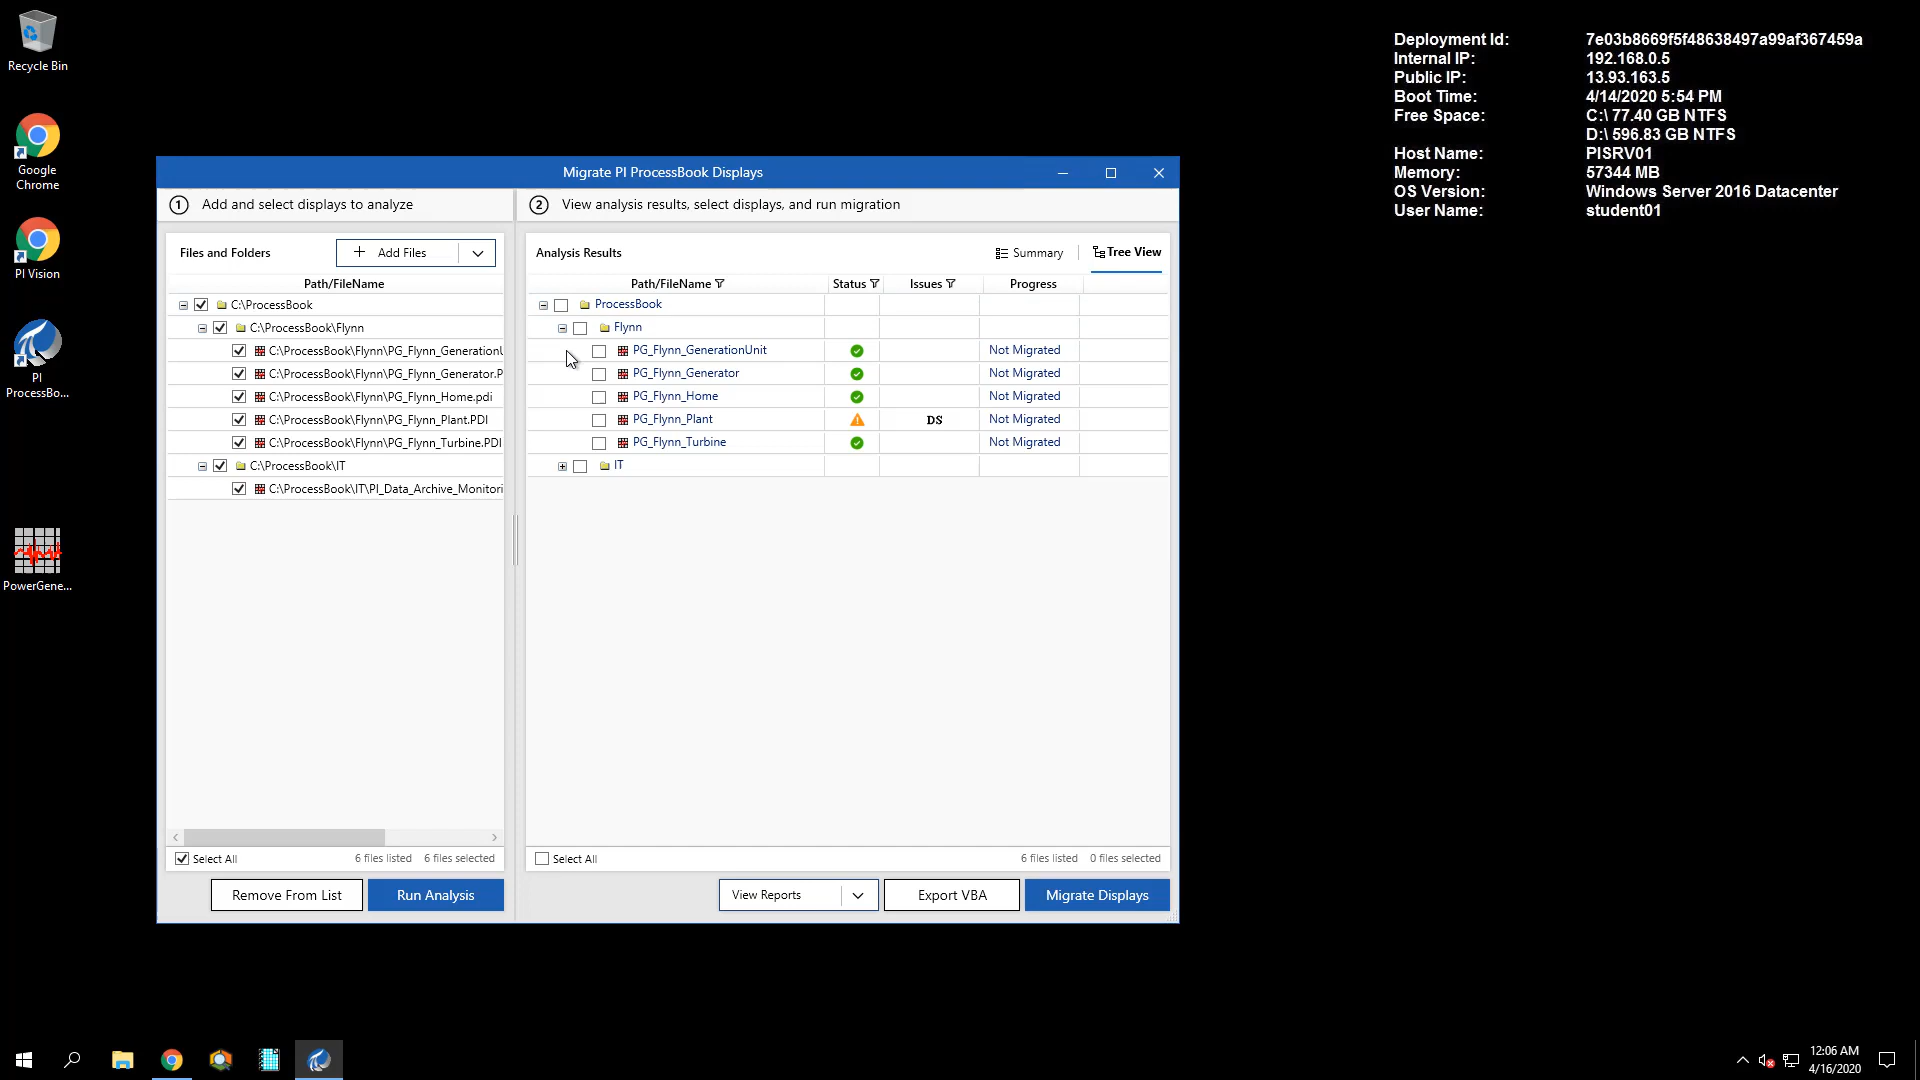 Recycle Bin
Google
Chrome
PI Vision
PI
ProcessBo...
PowerGene...
Deployment Id: 7e03b8669f5f48638497a99af367459a
Internal IP: 192.168.0.5
Public IP: 13.93.163.5
Boot Time: 4/14/2020 5:54 PM
Free Space: C:\ 77.40 GB NTFS
D:\ 596.83 GB NTFS
Host Name: PISRV01
Memory: 57344 MB
OS Version: Windows Server 2016 Datacenter
User Name: student01
Migrate PI ProcessBook Displays
1 Add and select displays to analyze
2 View analysis results, select displays, and run migration
Files and Folders
Add Files
Path/FileName
C:\ProcessBook
C:\ProcessBook\Flynn
C:\ProcessBook\Flynn\PG_Flynn_GenerationU
C:\ProcessBook\Flynn\PG_Flynn_Generator.P
C:\ProcessBook\Flynn\PG_Flynn_Home.pdi
C:\ProcessBook\Flynn\PG_Flynn_Plant.PDI
C:\ProcessBook\Flynn\PG_Flynn_Turbine.PDI
C:\ProcessBook\IT
C:\ProcessBook\IT\PI_Data_Archive_Monitori
Select All 6 files listed 6 files selected
Remove From List Run Analysis
Analysis Results Summary Tree View
Path/FileName Status Issues Progress
ProcessBook
Flynn
PG_Flynn_GenerationUnit Not Migrated
PG_Flynn_Generator Not Migrated
PG_Flynn_Home Not Migrated
PG_Flynn_Plant DS Not Migrated
PG_Flynn_Turbine Not Migrated
IT
Select All 6 files listed 0 files selected
View Reports Export VBA Migrate Displays
12:06 AM
4/16/2020